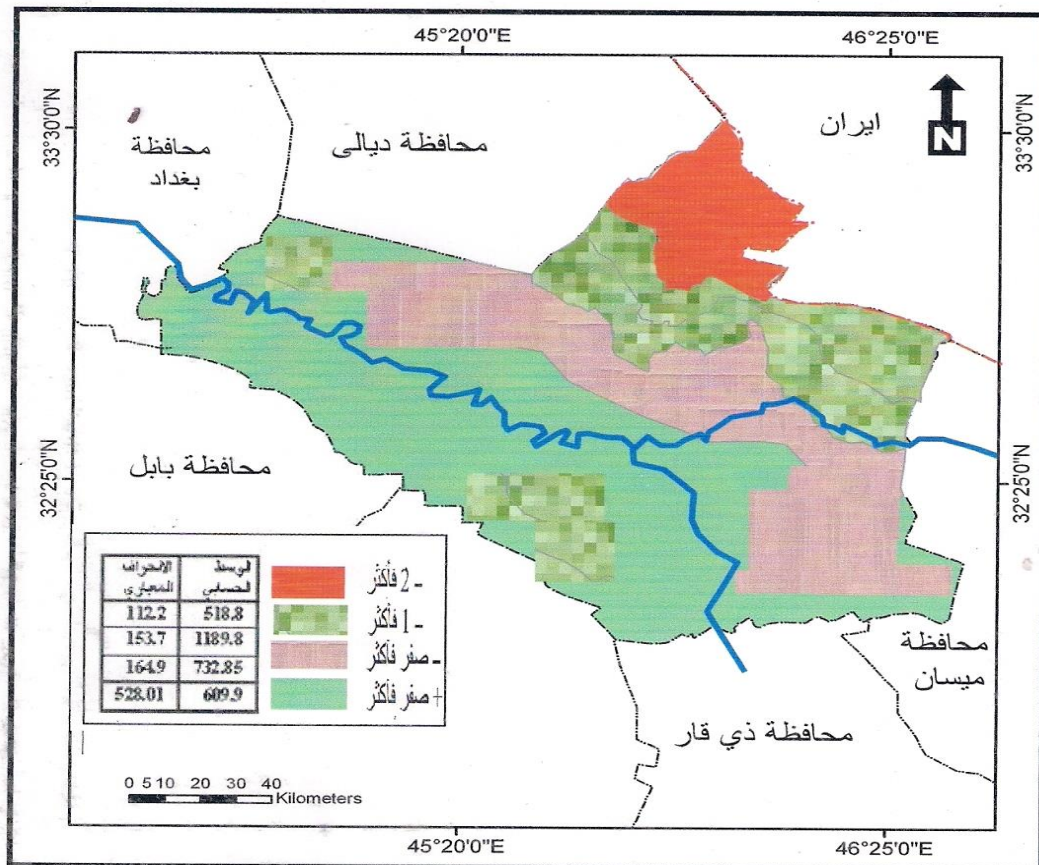 45°20'0"E
46°25'0"E
33°30'0"N
33°30'0"N
ايران
N
محافظة ديالى
محافظة
بغداد
32°25'0"N
32°25'0"N
محافظة بابل
الوسط الحسابي
الانحراف المعياري
518.8 112.2
1189.8 153.7
732.85 164.9
609.9 528.01
- 2 فأكثر
- 1 فأكثر
- صفر فأكثر
+ صفر فأكثر
محافظة
ميسان
محافظة ذي قار
0 5 10 20 30 40
Kilometers
45°20'0"E
46°25'0"E